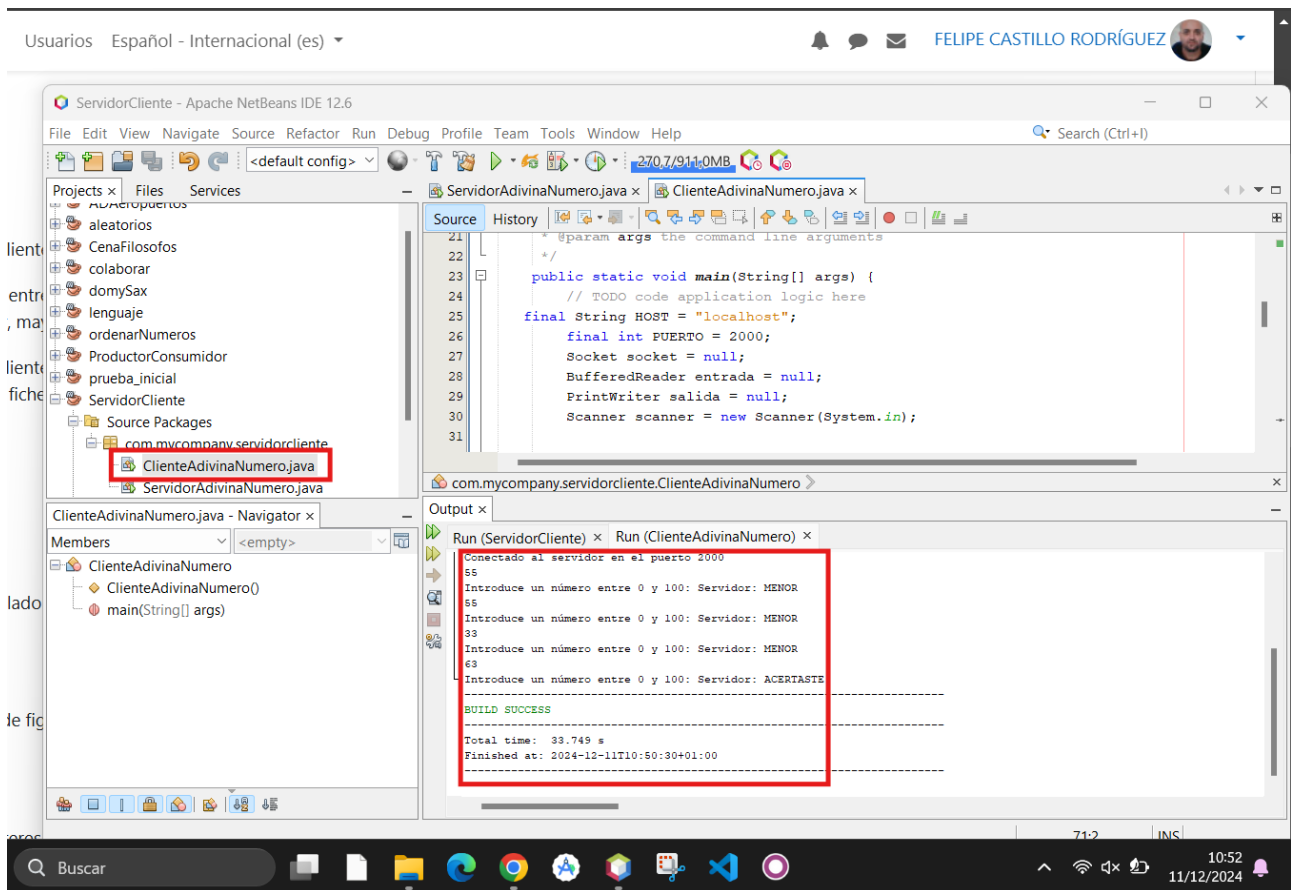 Usuarios Español - Internacional (es)
FELIPE CASTILLO RODRÍGUEZ
ServidorCliente - Apache NetBeans IDE 12.6
File Edit View Navigate Source Refactor Run Debug Profile Team Tools Window Help
Search (Ctrl+I)
<default config>
270,7/911,0MB
Projects × Files Services
ServidorAdivinaNumero.java × ClienteAdivinaNumero.java ×
Source History
ADAeropuertos
aleatorios
CenaFilosofos
colaborar
domySax
lenguaje
ordenarNumeros
ProductorConsumidor
prueba_inicial
ServidorCliente
Source Packages
com.mycompany.servidorcliente
ClienteAdivinaNumero.java
ServidorAdivinaNumero.java
21 * @param args the command line arguments
22 */
23 public static void main(String[] args) {
24 // TODO code application logic here
25 final String HOST = "localhost";
26 final int PUERTO = 2000;
27 Socket socket = null;
28 BufferedReader entrada = null;
29 PrintWriter salida = null;
30 Scanner scanner = new Scanner(System.in);
31
com.mycompany.servidorcliente.ClienteAdivinaNumero
ClienteAdivinaNumero.java - Navigator ×
Members <empty>
ClienteAdivinaNumero
ClienteAdivinaNumero()
main(String[] args)
Output ×
Run (ServidorCliente) × Run (ClienteAdivinaNumero) ×
Conectado al servidor en el puerto 2000
55
Introduce un número entre 0 y 100: Servidor: MENOR
55
Introduce un número entre 0 y 100: Servidor: MENOR
33
Introduce un número entre 0 y 100: Servidor: MENOR
63
Introduce un número entre 0 y 100: Servidor: ACERTASTE
------------------------------------------------------------------------
BUILD SUCCESS
------------------------------------------------------------------------
Total time: 33.749 s
Finished at: 2024-12-11T10:50:30+01:00
------------------------------------------------------------------------
71:2 INS
Buscar
10:52
11/12/2024